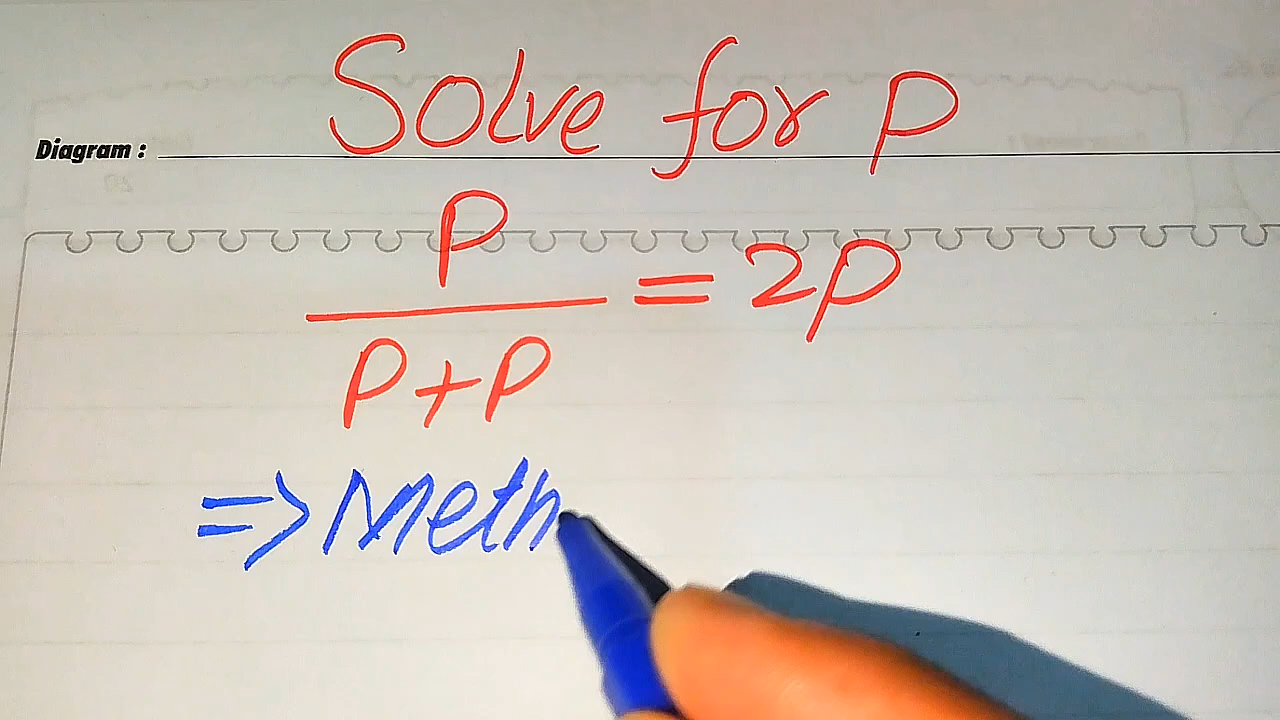 Solve for P
Diagram :
P
P+P
= 2P
=> Meth